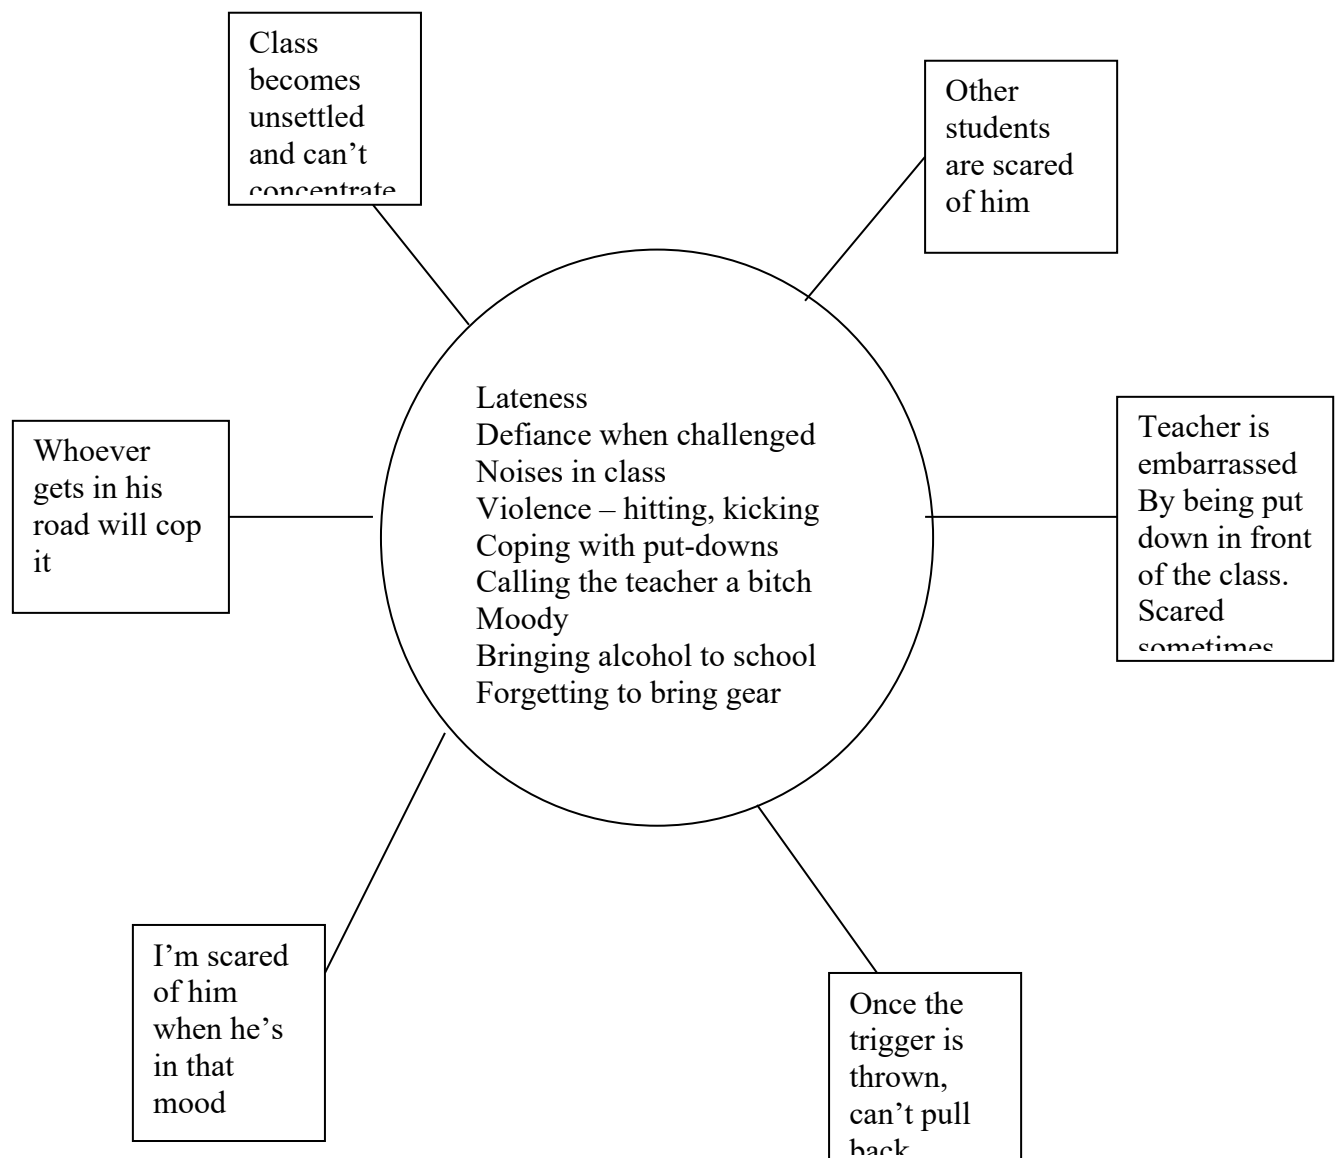 Class
becomes
unsettled
and can’t
concentrate
Other
students
are scared
of him
Whoever
gets in his
road will cop
it
Lateness
Defiance when challenged
Noises in class
Violence – hitting, kicking
Coping with put-downs
Calling the teacher a bitch
Moody
Bringing alcohol to school
Forgetting to bring gear
Teacher is
embarrassed
By being put
down in front
of the class.
Scared
sometimes
I’m scared
of him
when he’s
in that
mood
Once the
trigger is
thrown,
can’t pull
back